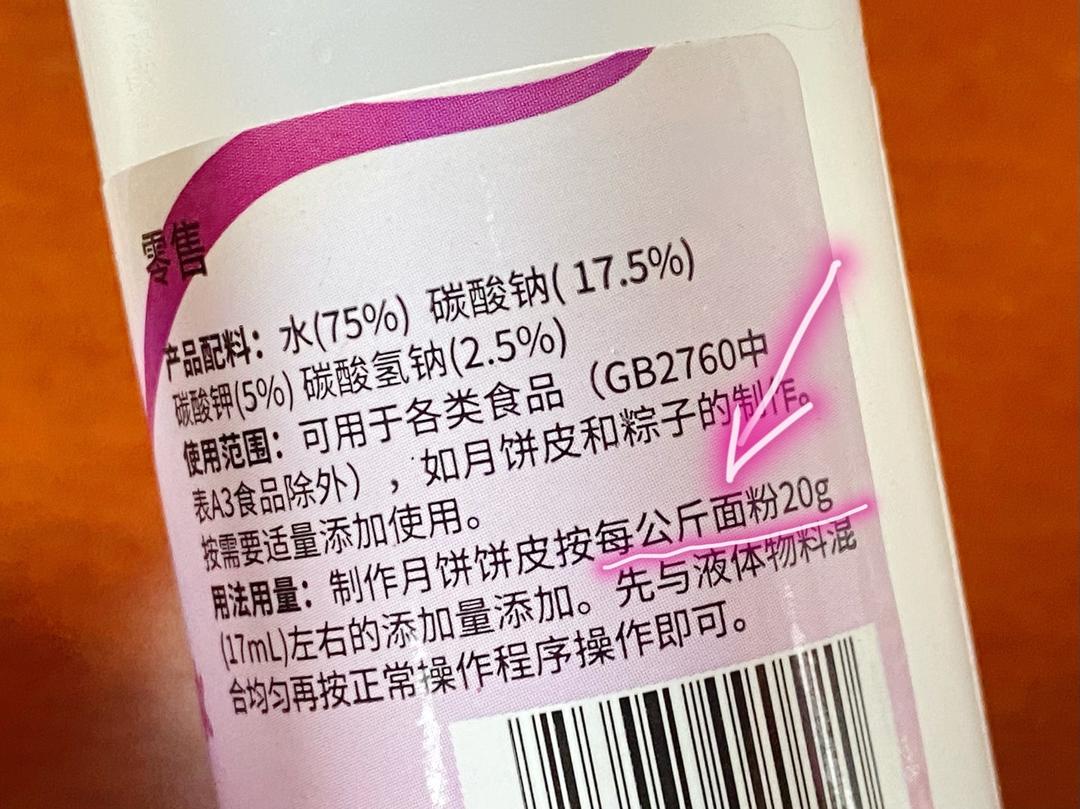 零售
产品配料：水(75%) 碳酸钠( 17.5%)
碳酸钾(5%) 碳酸氢钠(2.5%)
使用范围：可用于各类食品（GB2760中
表A3食品除外），如月饼皮和粽子的制作。
按需要适量添加使用。
用法用量：制作月饼饼皮按每公斤面粉20g
(17mL)左右的添加量添加。先与液体物料混
合均匀再按正常操作程序操作即可。